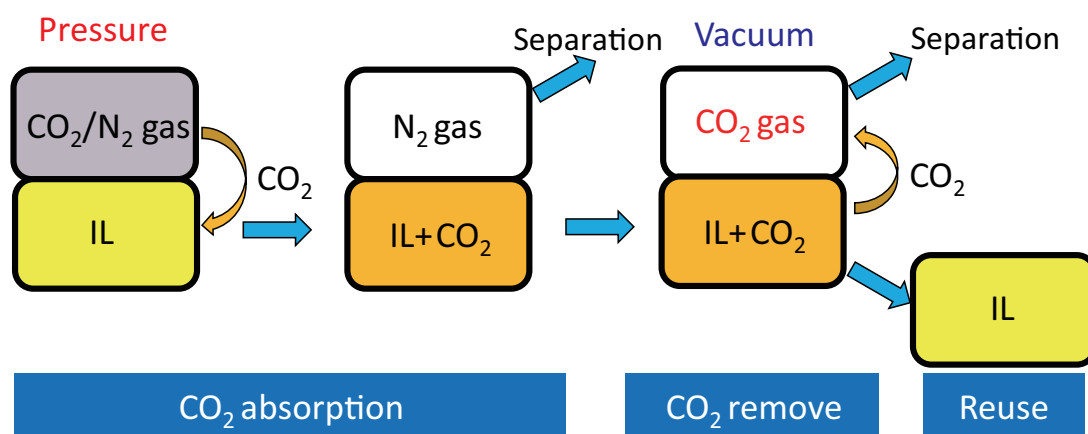 Pressure
CO₂/N₂ gas
CO₂
IL
N₂ gas
Separation
IL+CO₂
Vacuum
CO₂ gas
Separation
CO₂
IL+CO₂
IL
CO₂ absorption
CO₂ remove
Reuse